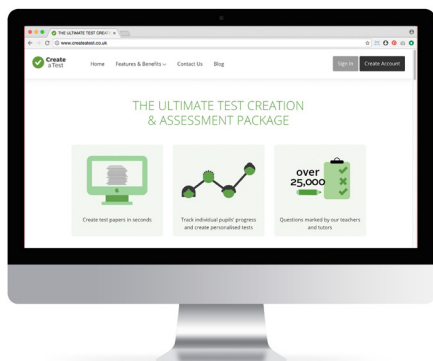 THE ULTIMATE TEST CREAT
www.createatest.co.uk
Create
a Test
Home
Features & Benefits
Contact Us
Blog
Sign in
Create Account
THE ULTIMATE TEST CREATION
& ASSESSMENT PACKAGE
Create test papers in seconds
Track individual pupils' progress
and create personalised tests
over
25,000
Questions marked by our teachers
and tutors